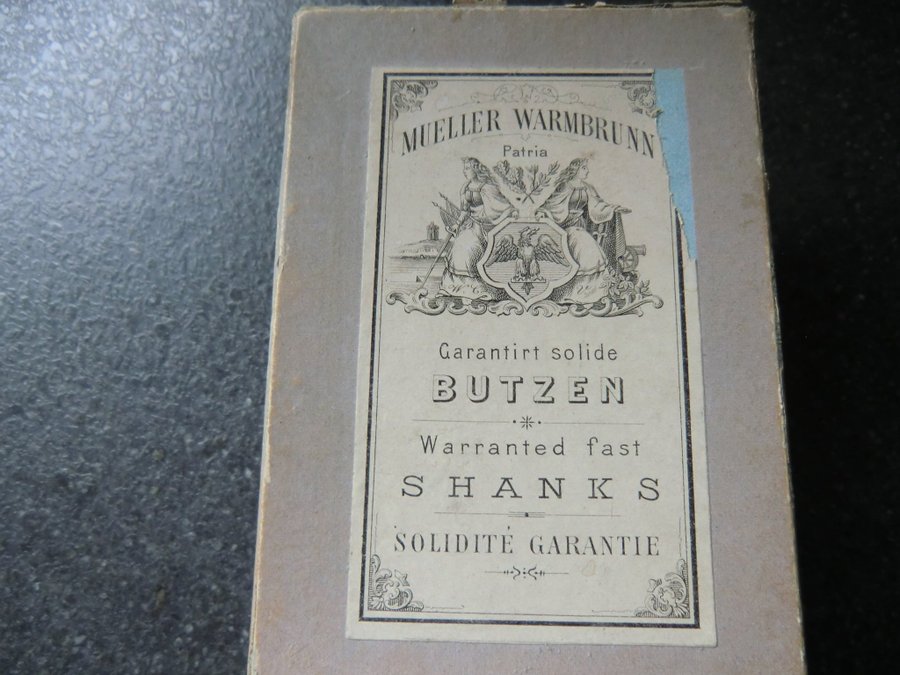 MUELLER WARMBRUNN
Patria
Garantirt solide
BUTZEN
Warranted fast
SHANKS
SOLIDITÉ GARANTIE